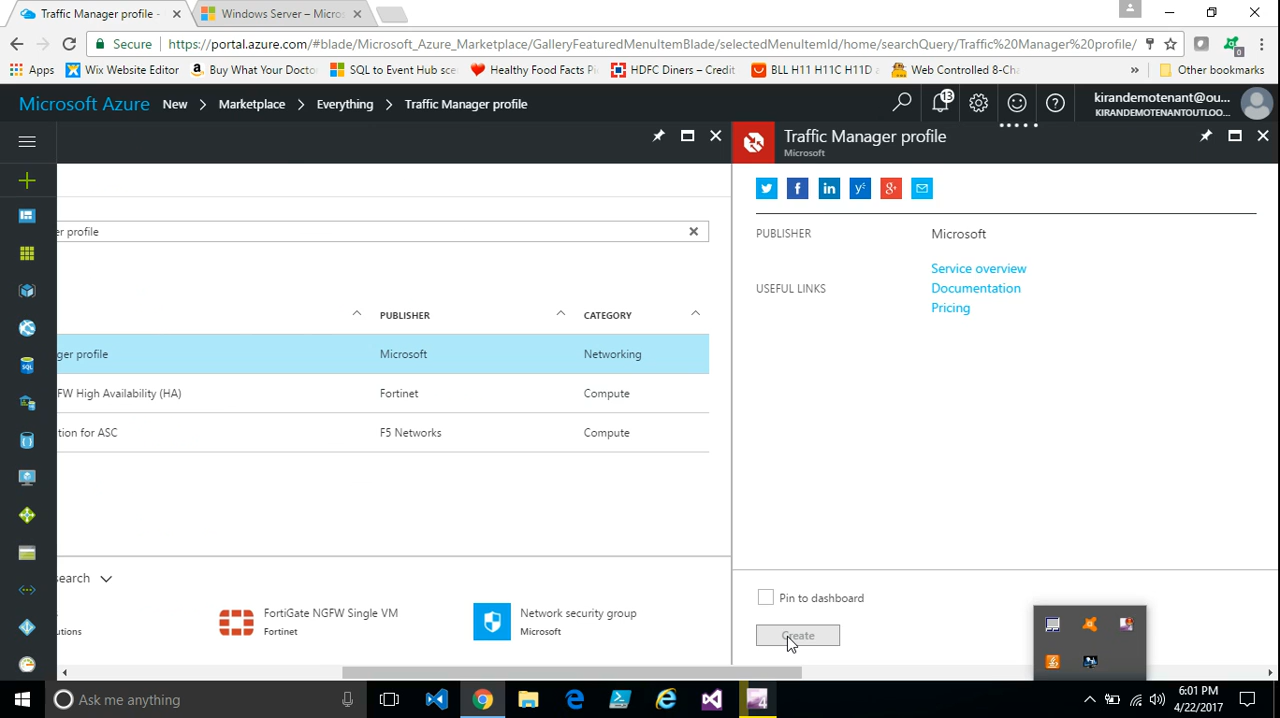 Traffic Manager profile -
Windows Server – Micros
Secure
https://portal.azure.com/#blade/Microsoft_Azure_Marketplace/GalleryFeaturedMenuItemBlade/selectedMenuItemId/home/searchQuery/Traffic%20Manager%20profile/
Apps
Wix Website Editor
Buy What Your Docto
SQL to Event Hub sce
Healthy Food Facts Pi
HDFC Diners – Credit
BLL H11 H11C H11D
Web Controlled 8-Cha
»
Other bookmarks
Microsoft Azure
New
Marketplace
Everything
Traffic Manager profile
13
kirandemotenant@ou...
KIRANDEMOTENANTOUTLOO...
Traffic Manager profile
Microsoft
er profile
PUBLISHER
Microsoft
Service overview
USEFUL LINKS
Documentation
Pricing
PUBLISHER
CATEGORY
ger profile
Microsoft
Networking
FW High Availability (HA)
Fortinet
Compute
tion for ASC
F5 Networks
Compute
earch
utions
FortiGate NGFW Single VM
Fortinet
Network security group
Microsoft
Pin to dashboard
Create
Ask me anything
6:01 PM
4/22/2017